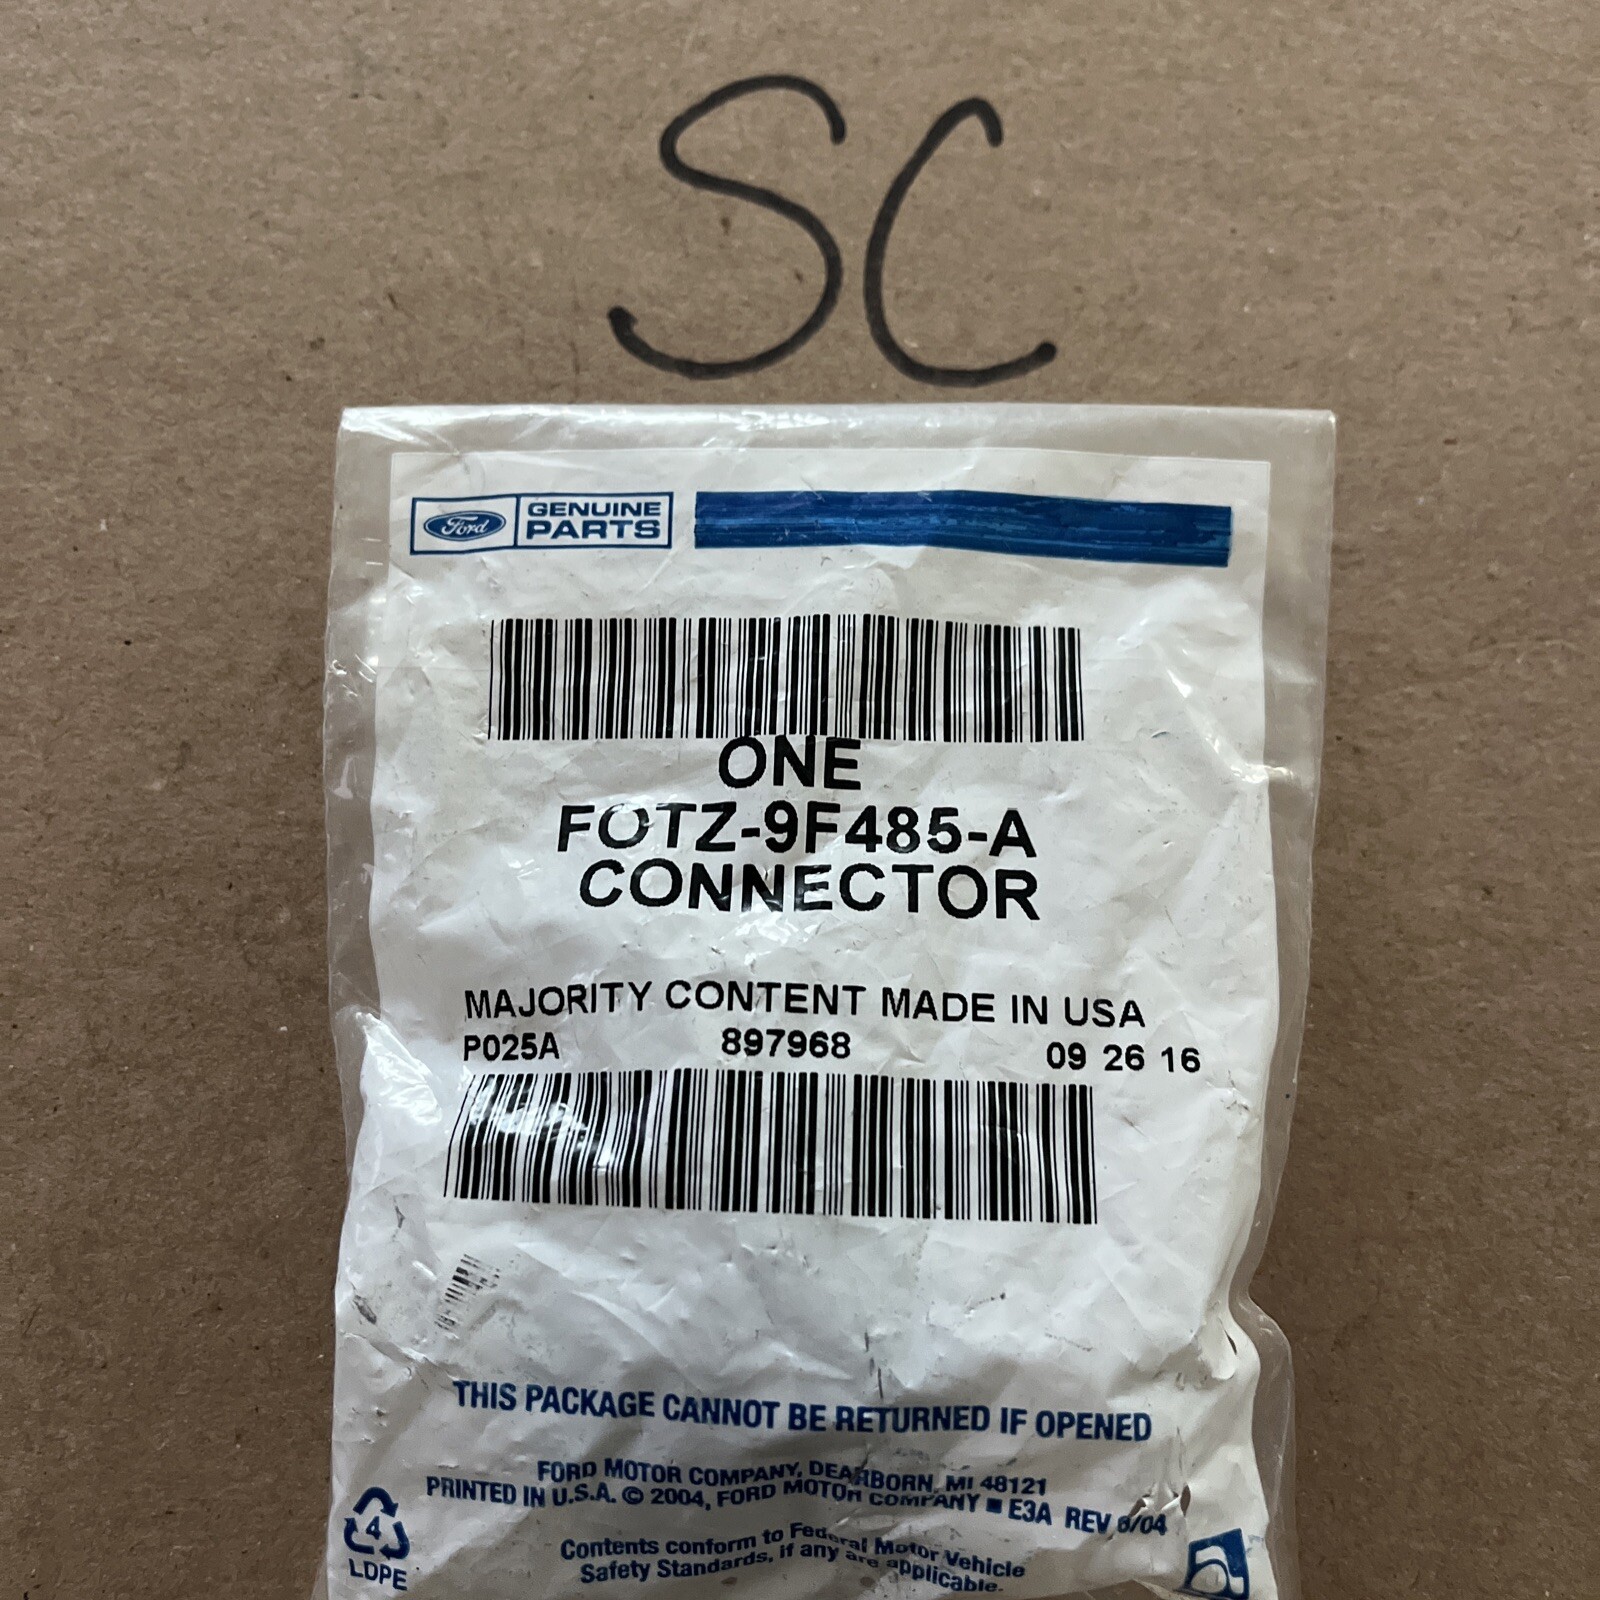 SC
Ford GENUINE
PARTS
ONE
FOTZ-9F485-A
CONNECTOR
MAJORITY CONTENT MADE IN USA
P025A 897968 09 26 16
THIS PACKAGE CANNOT BE RETURNED IF OPENED
FORD MOTOR COMPANY, DEARBORN, MI 48121
PRINTED IN U.S.A. © 2004, FORD MOTOR COMPANY ■ E3A REV 6/04
4
LDPE
Contents conform to Federal Motor Vehicle
Safety Standards, if any are applicable.